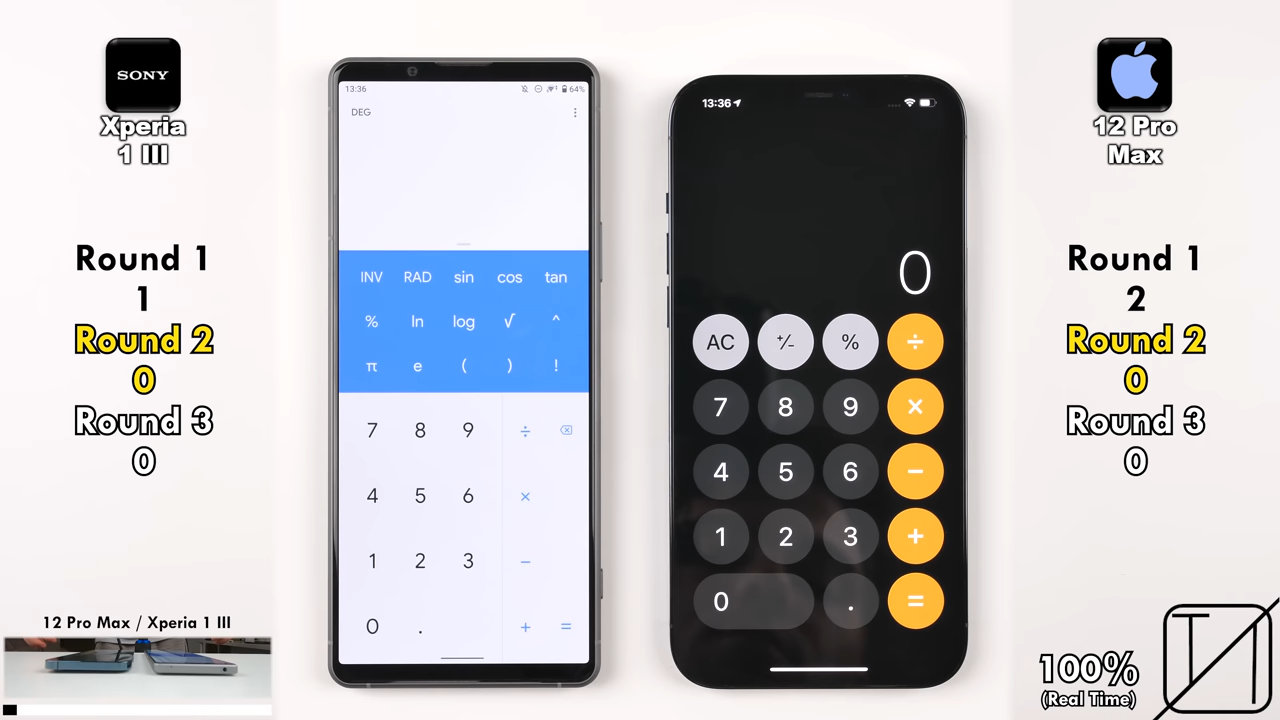 SONY
Xperia
1 III
Round 1
1
Round 2
0
Round 3
0
12 Pro Max / Xperia 1 III
13:36
64%
DEG
INV RAD sin cos tan
% ln log √ ^
π e ( ) !
7 8 9 ÷
4 5 6 ×
1 2 3 −
0 . + =
13:36
0
AC +/- % ÷
7 8 9 ×
4 5 6 −
1 2 3 +
0 . =
12 Pro
Max
Round 1
2
Round 2
0
Round 3
0
100%
(Real Time)